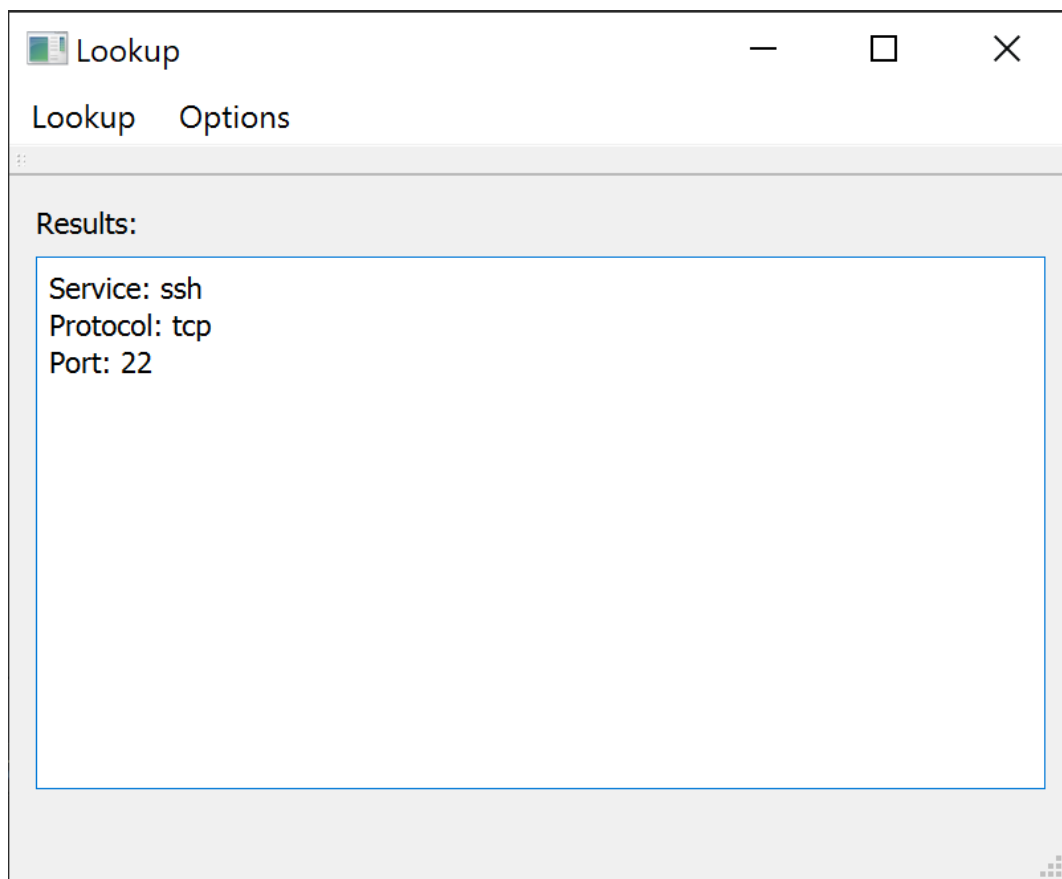 Lookup
Lookup Options
Results:
Service: ssh
Protocol: tcp
Port: 22